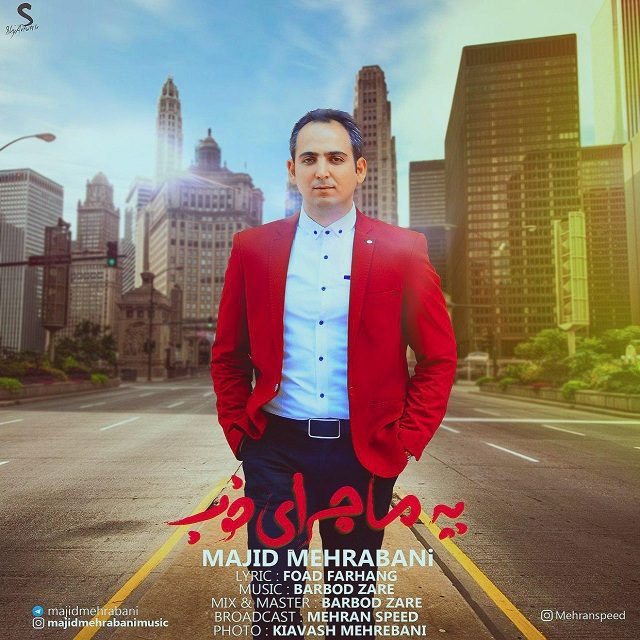 یه ماجرای خوب
MAJID MEHRABANi
LYRIC : FOAD FARHANG
MUSIC : BARBOD ZARE
MIX & MASTER : BARBOD ZARE
BROADCAST : MEHRAN SPEED
PHOTO : KIAVASH MEHREBANI
majidmehrabani
majidmehrabanimusic
Mehranspeed